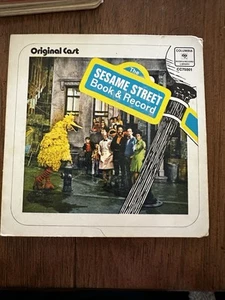 Original Cast
The
SESAME STREET
Book & Record
COLUMBIA